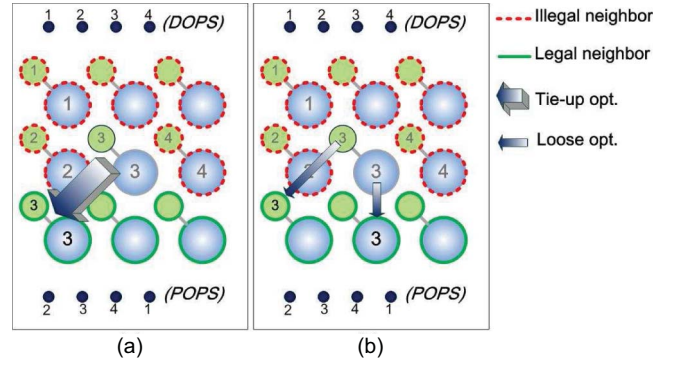 1 2 3 4 (DOPS)
1
1
2 3 4
2 3 4
3
3
2 3 4 1 (POPS)
(a)
1 2 3 4 (DOPS)
1
1
2 3 4
2 3 4
3
3
2 3 4 1 (POPS)
(b)
Illegal neighbor
Legal neighbor
Tie-up opt.
Loose opt.